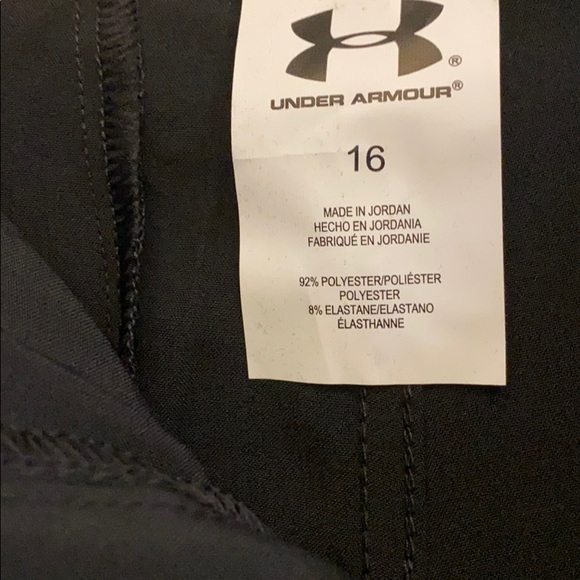 UNDER ARMOUR®
16
MADE IN JORDAN
HECHO EN JORDANIA
FABRIQUÉ EN JORDANIE
92% POLYESTER/POLIÉSTER
POLYESTER
8% ELASTANE/ELASTANO
ÉLASTHANNE